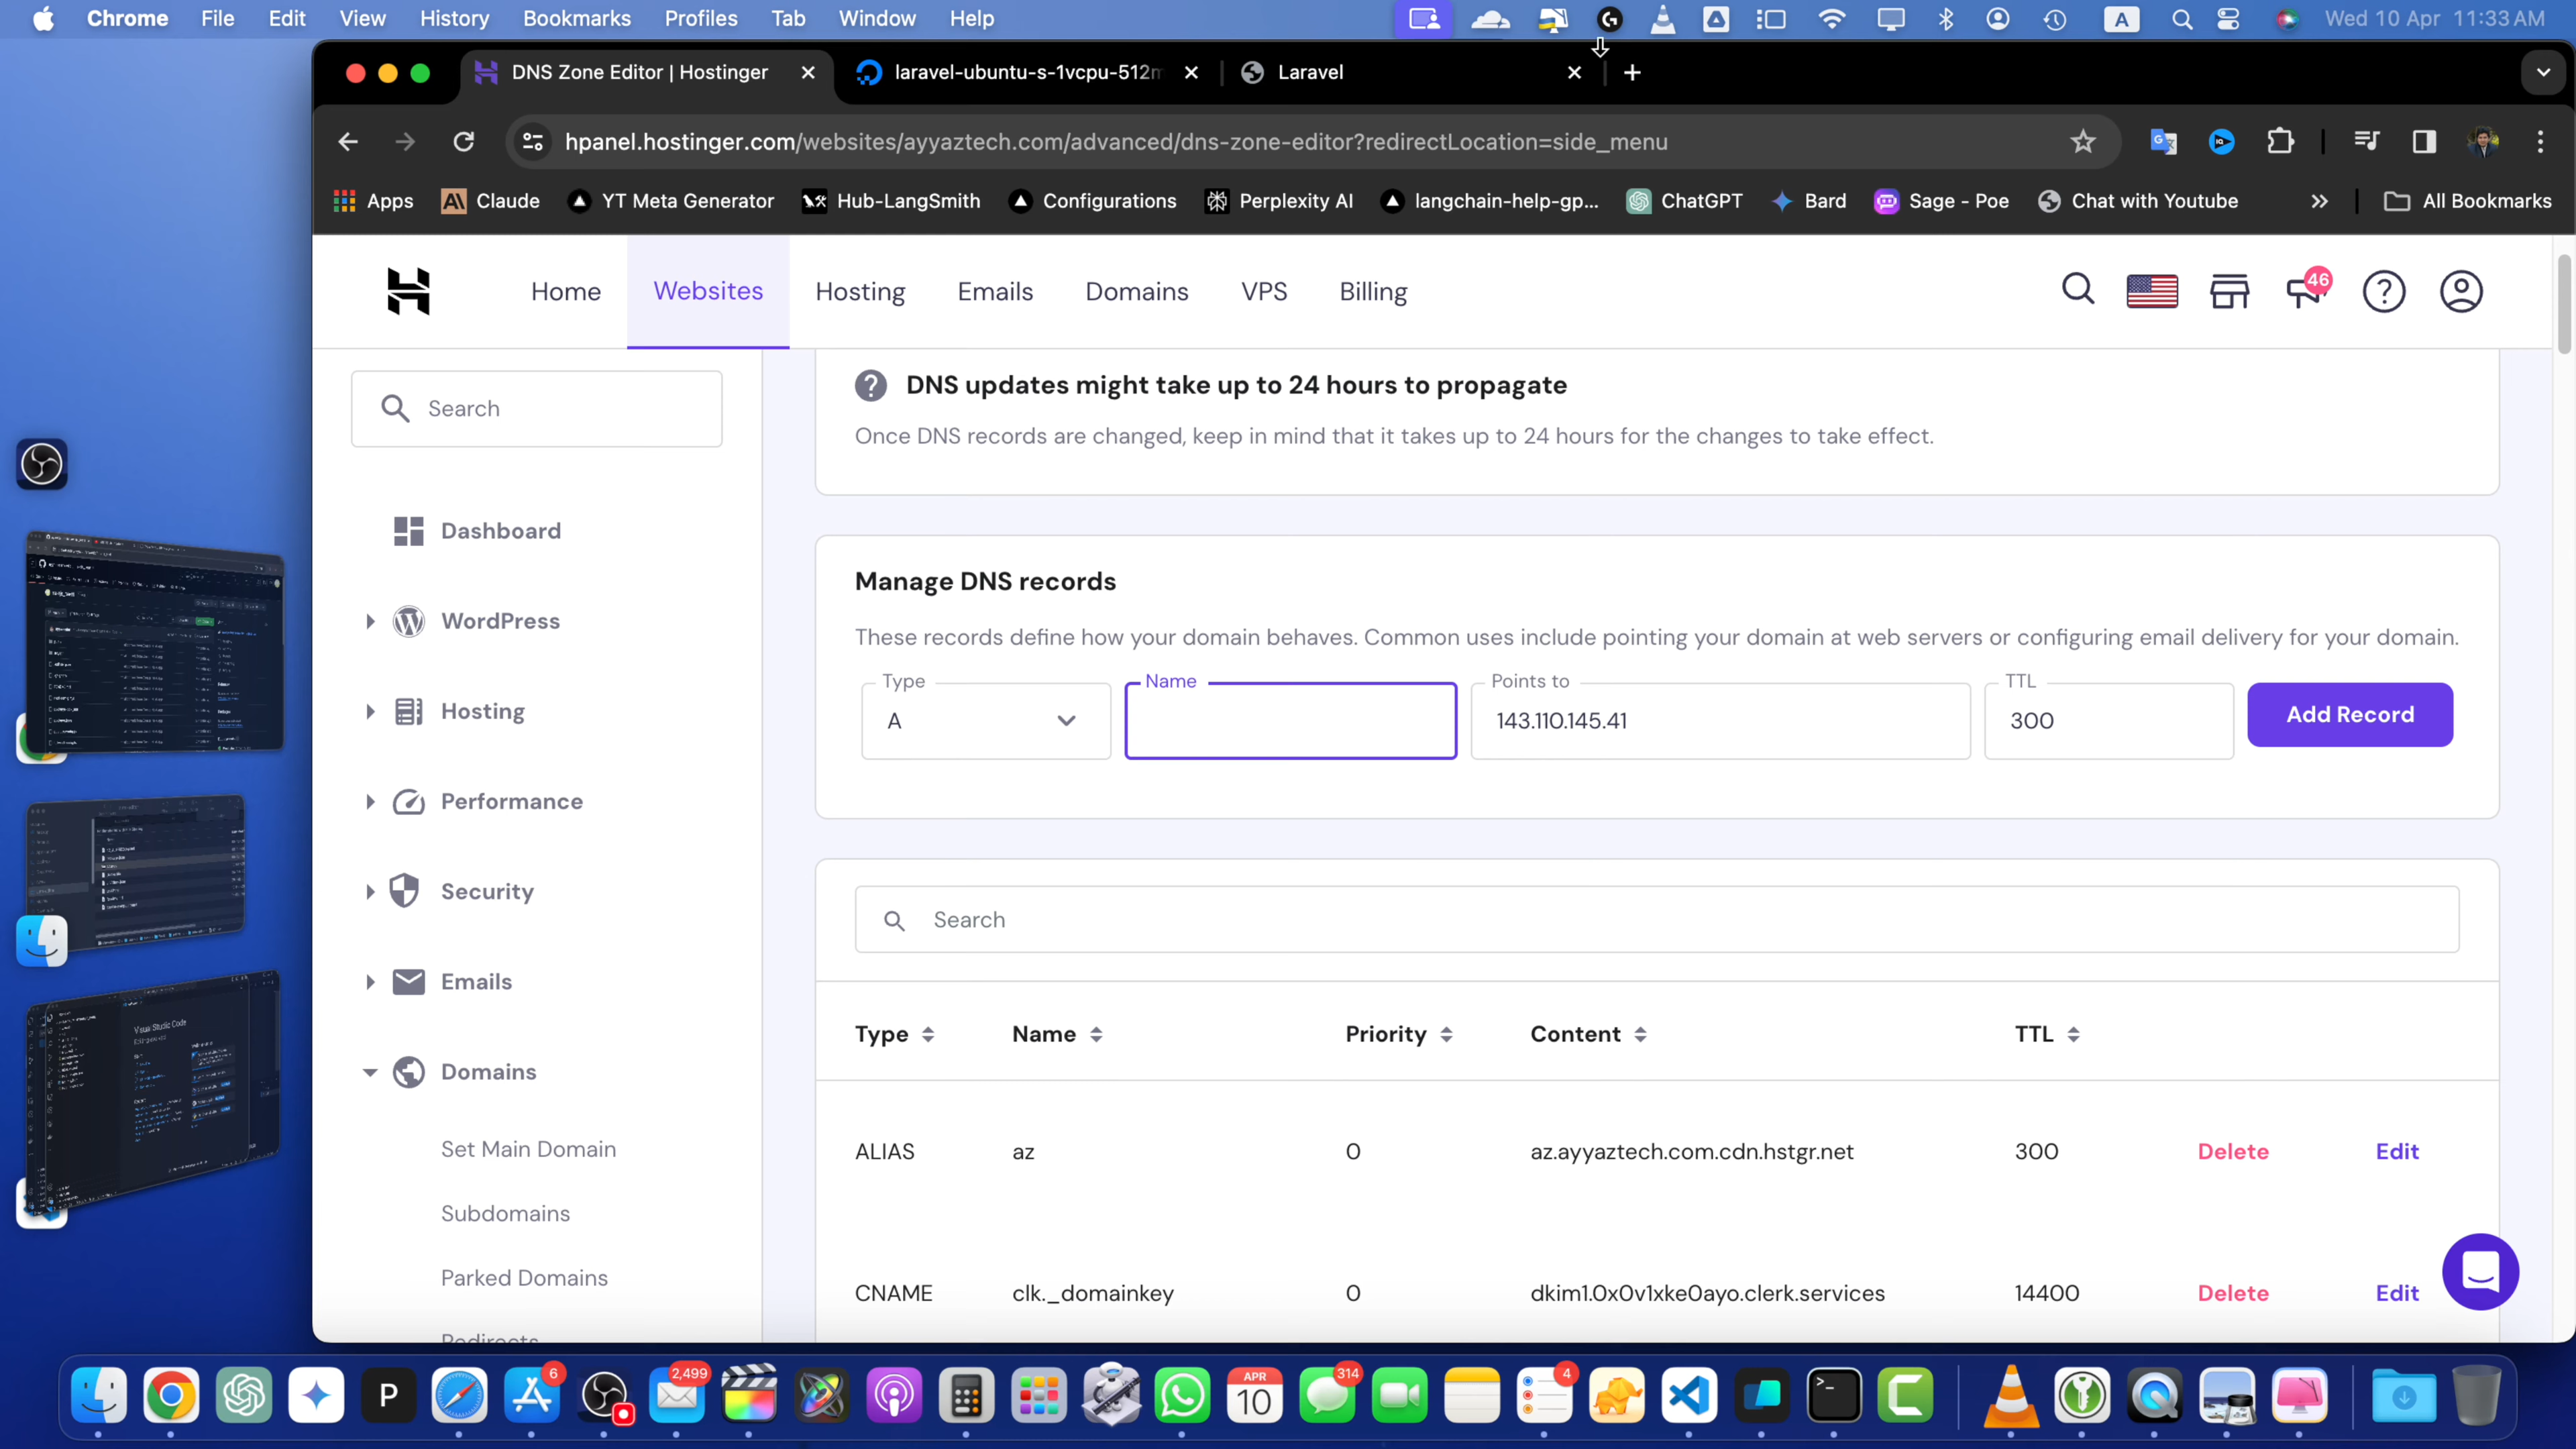 Chrome File Edit View History Bookmarks Profiles Tab Window Help
A Wed 10 Apr 11:33 AM
DNS Zone Editor | Hostinger
laravel-ubuntu-s-1vcpu-512m
Laravel
hpanel.hostinger.com/websites/ayyaztech.com/advanced/dns-zone-editor?redirectLocation=side_menu
Apps Claude YT Meta Generator Hub-LangSmith Configurations Perplexity AI langchain-help-gp... ChatGPT Bard Sage - Poe Chat with Youtube » All Bookmarks
Home Websites Hosting Emails Domains VPS Billing
46
Search
Dashboard
WordPress
Hosting
Performance
Security
Emails
Domains
Set Main Domain
Subdomains
Parked Domains
Redirects
DNS updates might take up to 24 hours to propagate
Once DNS records are changed, keep in mind that it takes up to 24 hours for the changes to take effect.
Manage DNS records
These records define how your domain behaves. Common uses include pointing your domain at web servers or configuring email delivery for your domain.
Type Name Points to TTL
A 143.110.145.41 300 Add Record
Search
Type Name Priority Content TTL
ALIAS az 0 az.ayyaztech.com.cdn.hstgr.net 300 Delete Edit
CNAME clk._domainkey 0 dkim1.0x0v1xke0ayo.clerk.services 14400 Delete Edit
Visual Studio Code
6 2,499 APR 10 314 4
P